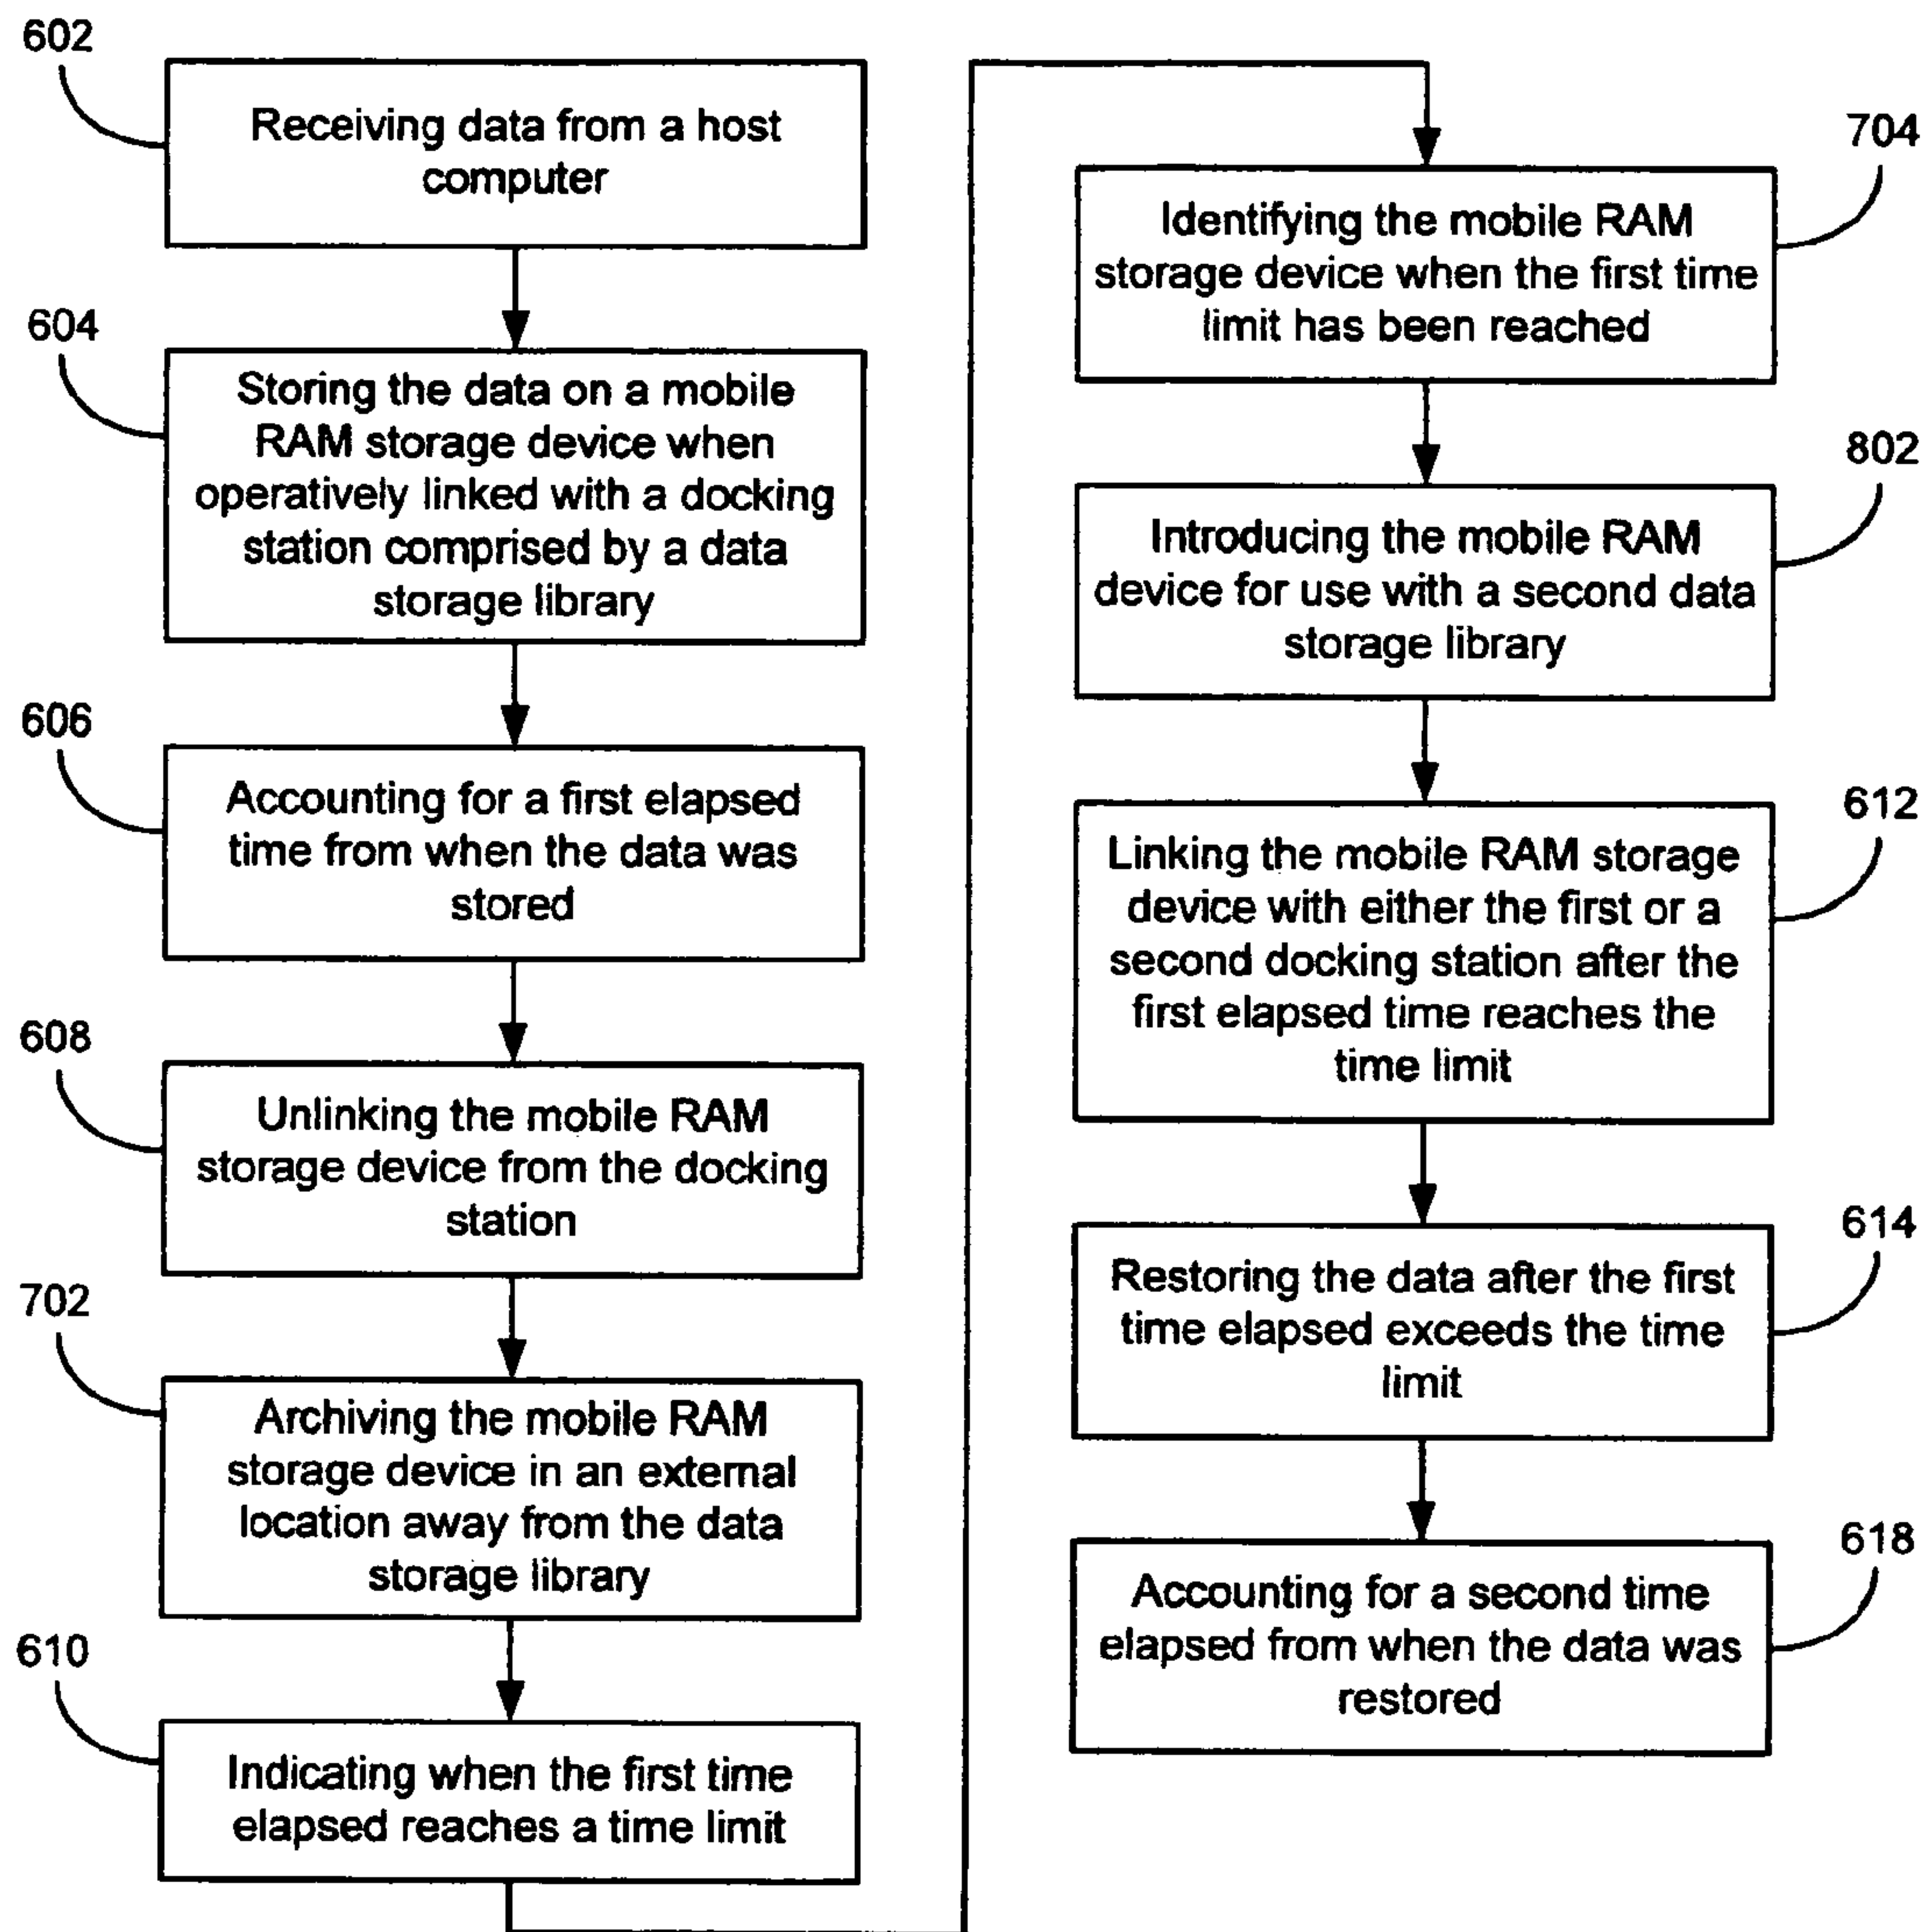 602
Receiving data from a host
computer
604
Storing the data on a mobile
RAM storage device when
operatively linked with a docking
station comprised by a data
storage library
606
Accounting for a first elapsed
time from when the data was
stored
608
Unlinking the mobile RAM
storage device from the docking
station
702
Archiving the mobile RAM
storage device in an external
location away from the data
storage library
610
Indicating when the first time
elapsed reaches a time limit
704
Identifying the mobile RAM
storage device when the first time
limit has been reached
802
Introducing the mobile RAM
device for use with a second data
storage library
612
Linking the mobile RAM storage
device with either the first or a
second docking station after the
first elapsed time reaches the
time limit
614
Restoring the data after the first
time elapsed exceeds the time
limit
618
Accounting for a second time
elapsed from when the data was
restored